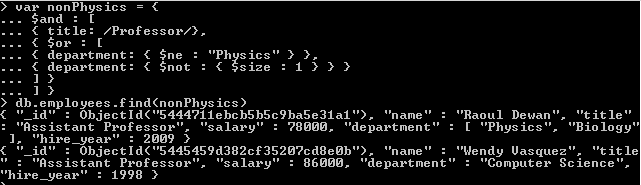 > var nonPhysics = {
... $and : [
... { title: /Professor/},
... { $or : [
... { department: { $ne : "Physics" } },
... { department: { $not : { $size : 1 } } }
... ] }
... ] }
> db.employees.find(nonPhysics)
{ "_id" : ObjectId("5444711ebcb5b5c9ba5e31a1"), "name" : "Raoul Dewan", "title"
: "Assistant Professor", "salary" : 78000, "department" : [ "Physics", "Biology"
 ], "hire_year" : 2009 }
{ "_id" : ObjectId("5445459d382cf35207cd8e0b"), "name" : "Wendy Vasquez", "title
" : "Assistant Professor", "salary" : 86000, "department" : "Computer Science",
"hire_year" : 1998 }